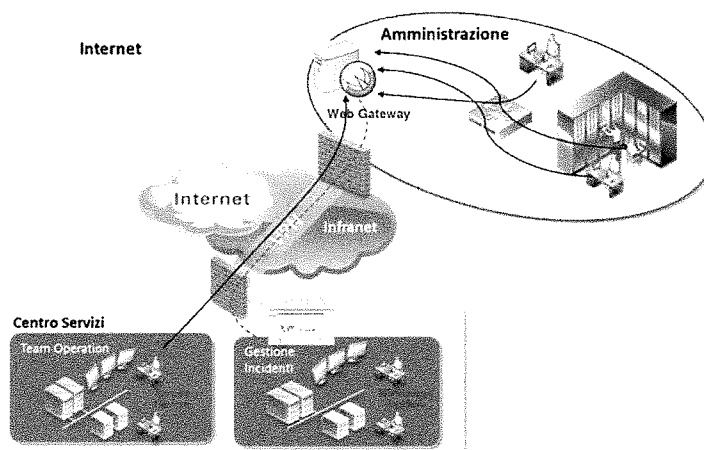 Internet
Amministrazione
Web Gateway
Internet
Infranet
Centro Servizi
Team Operation
Gestione
Incidenti